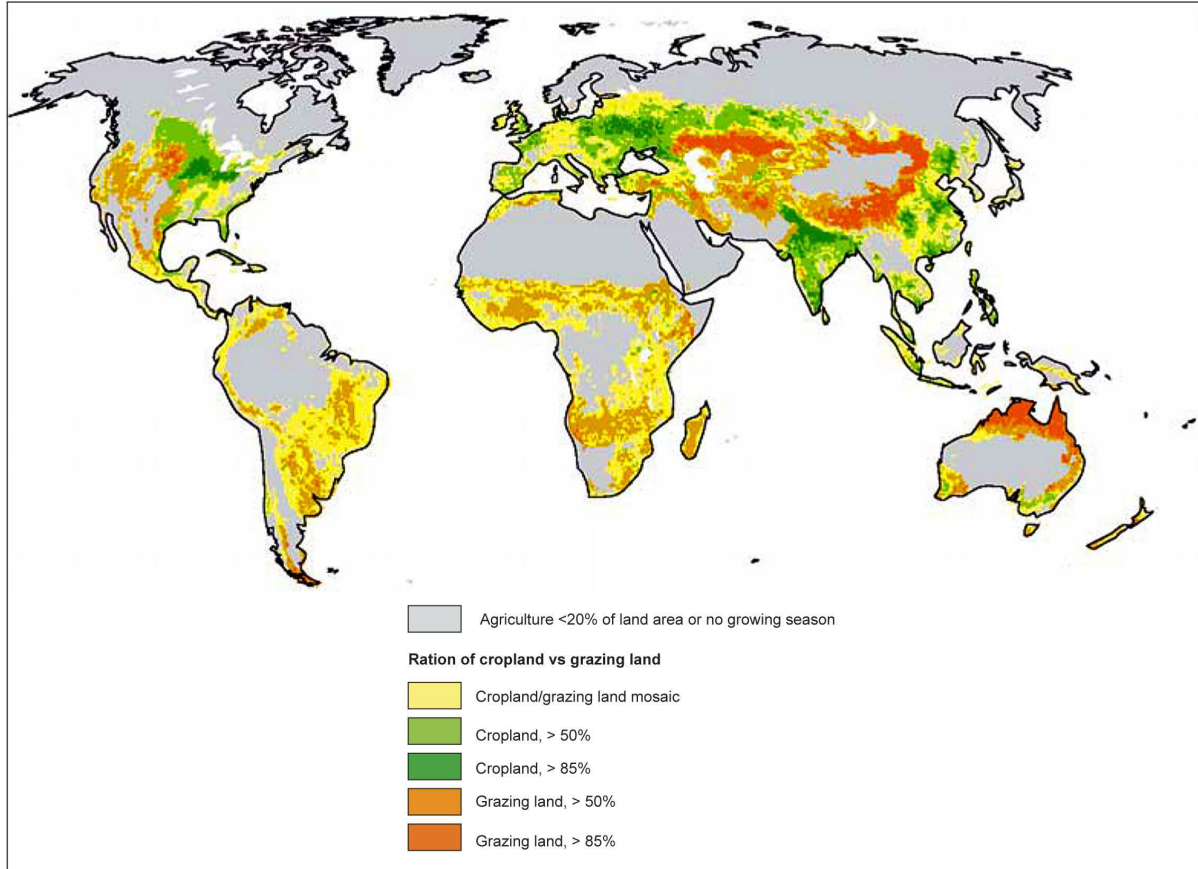 Agriculture <20% of land area or no growing season
Ration of cropland vs grazing land
Cropland/grazing land mosaic
Cropland, > 50%
Cropland, > 85%
Grazing land, > 50%
Grazing land, > 85%